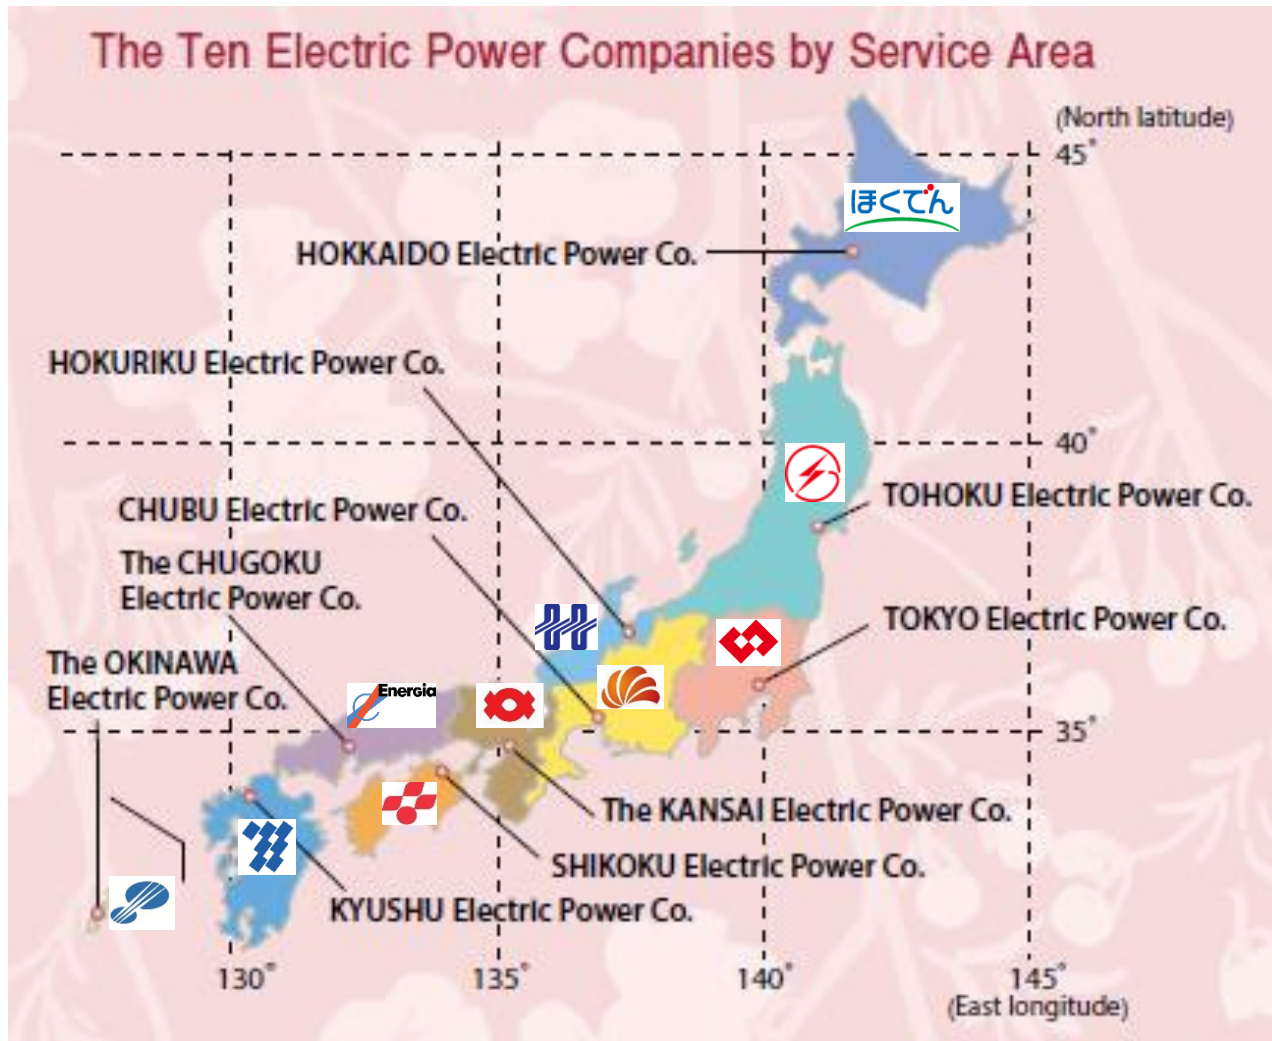 The Ten Electric Power Companies by Service Area
(North latitude)
45°
ほくでん
HOKKAIDO Electric Power Co.
HOKURIKU Electric Power Co.
40°
TOHOKU Electric Power Co.
CHUBU Electric Power Co.
The CHUGOKU
Electric Power Co.
TOKYO Electric Power Co.
The OKINAWA
Electric Power Co.
Energia
35°
The KANSAI Electric Power Co.
SHIKOKU Electric Power Co.
KYUSHU Electric Power Co.
130°
135°
140°
145°
(East longitude)